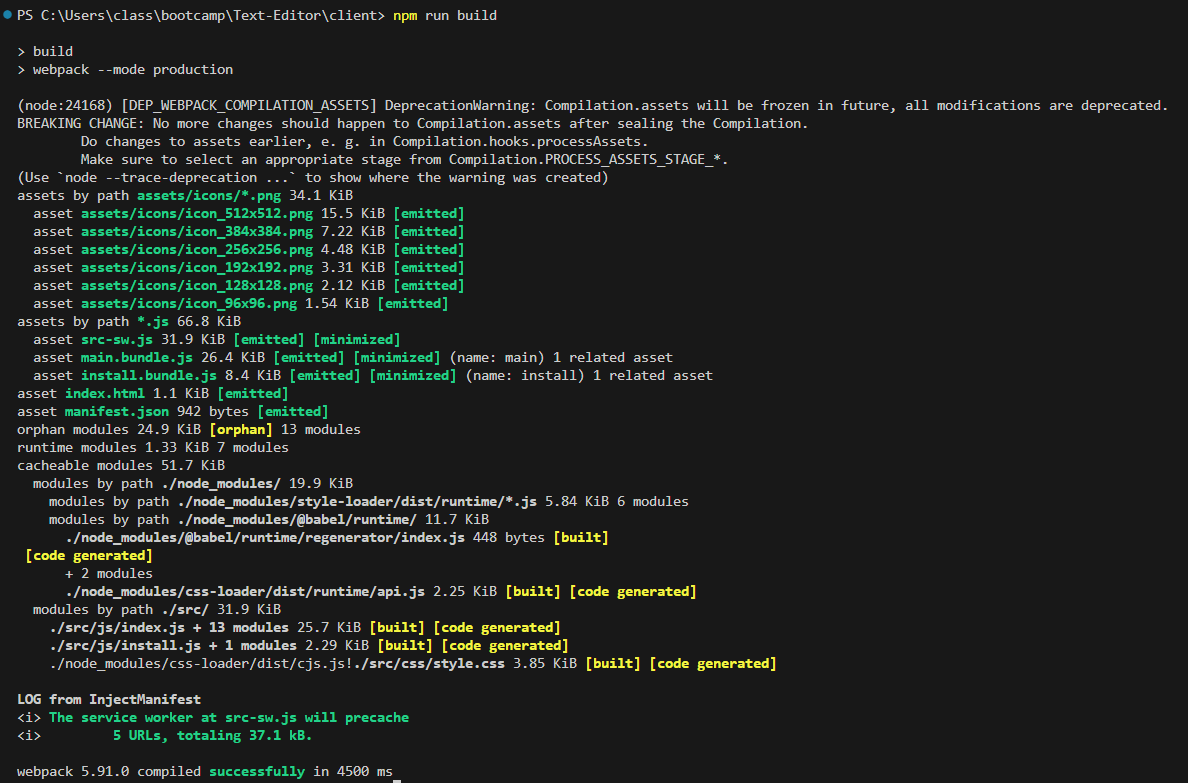 PS C:\Users\class\bootcamp\Text-Editor\client> npm run build
> build
> webpack --mode production
(node:24168) [DEP_WEBPACK_COMPILATION_ASSETS] DeprecationWarning: Compilation.assets will be frozen in future, all modifications are deprecated.
BREAKING CHANGE: No more changes should happen to Compilation.assets after sealing the Compilation.
        Do changes to assets earlier, e. g. in Compilation.hooks.processAssets.
        Make sure to select an appropriate stage from Compilation.PROCESS_ASSETS_STAGE_*.
(Use `node --trace-deprecation ...` to show where the warning was created)
assets by path assets/icons/*.png 34.1 KiB
  asset assets/icons/icon_512x512.png 15.5 KiB [emitted]
  asset assets/icons/icon_384x384.png 7.22 KiB [emitted]
  asset assets/icons/icon_256x256.png 4.48 KiB [emitted]
  asset assets/icons/icon_192x192.png 3.31 KiB [emitted]
  asset assets/icons/icon_128x128.png 2.12 KiB [emitted]
  asset assets/icons/icon_96x96.png 1.54 KiB [emitted]
assets by path *.js 66.8 KiB
  asset src-sw.js 31.9 KiB [emitted] [minimized]
  asset main.bundle.js 26.4 KiB [emitted] [minimized] (name: main) 1 related asset
  asset install.bundle.js 8.4 KiB [emitted] [minimized] (name: install) 1 related asset
asset index.html 1.1 KiB [emitted]
asset manifest.json 942 bytes [emitted]
orphan modules 24.9 KiB [orphan] 13 modules
runtime modules 1.33 KiB 7 modules
cacheable modules 51.7 KiB
  modules by path ./node_modules/ 19.9 KiB
    modules by path ./node_modules/style-loader/dist/runtime/*.js 5.84 KiB 6 modules
    modules by path ./node_modules/@babel/runtime/ 11.7 KiB
      ./node_modules/@babel/runtime/regenerator/index.js 448 bytes [built]
 [code generated]
      + 2 modules
      ./node_modules/css-loader/dist/runtime/api.js 2.25 KiB [built] [code generated]
  modules by path ./src/ 31.9 KiB
    ./src/js/index.js + 13 modules 25.7 KiB [built] [code generated]
    ./src/js/install.js + 1 modules 2.29 KiB [built] [code generated]
    ./node_modules/css-loader/dist/cjs.js!./src/css/style.css 3.85 KiB [built] [code generated]
LOG from InjectManifest
<i> The service worker at src-sw.js will precache
<i>         5 URLs, totaling 37.1 kB.
webpack 5.91.0 compiled successfully in 4500 ms